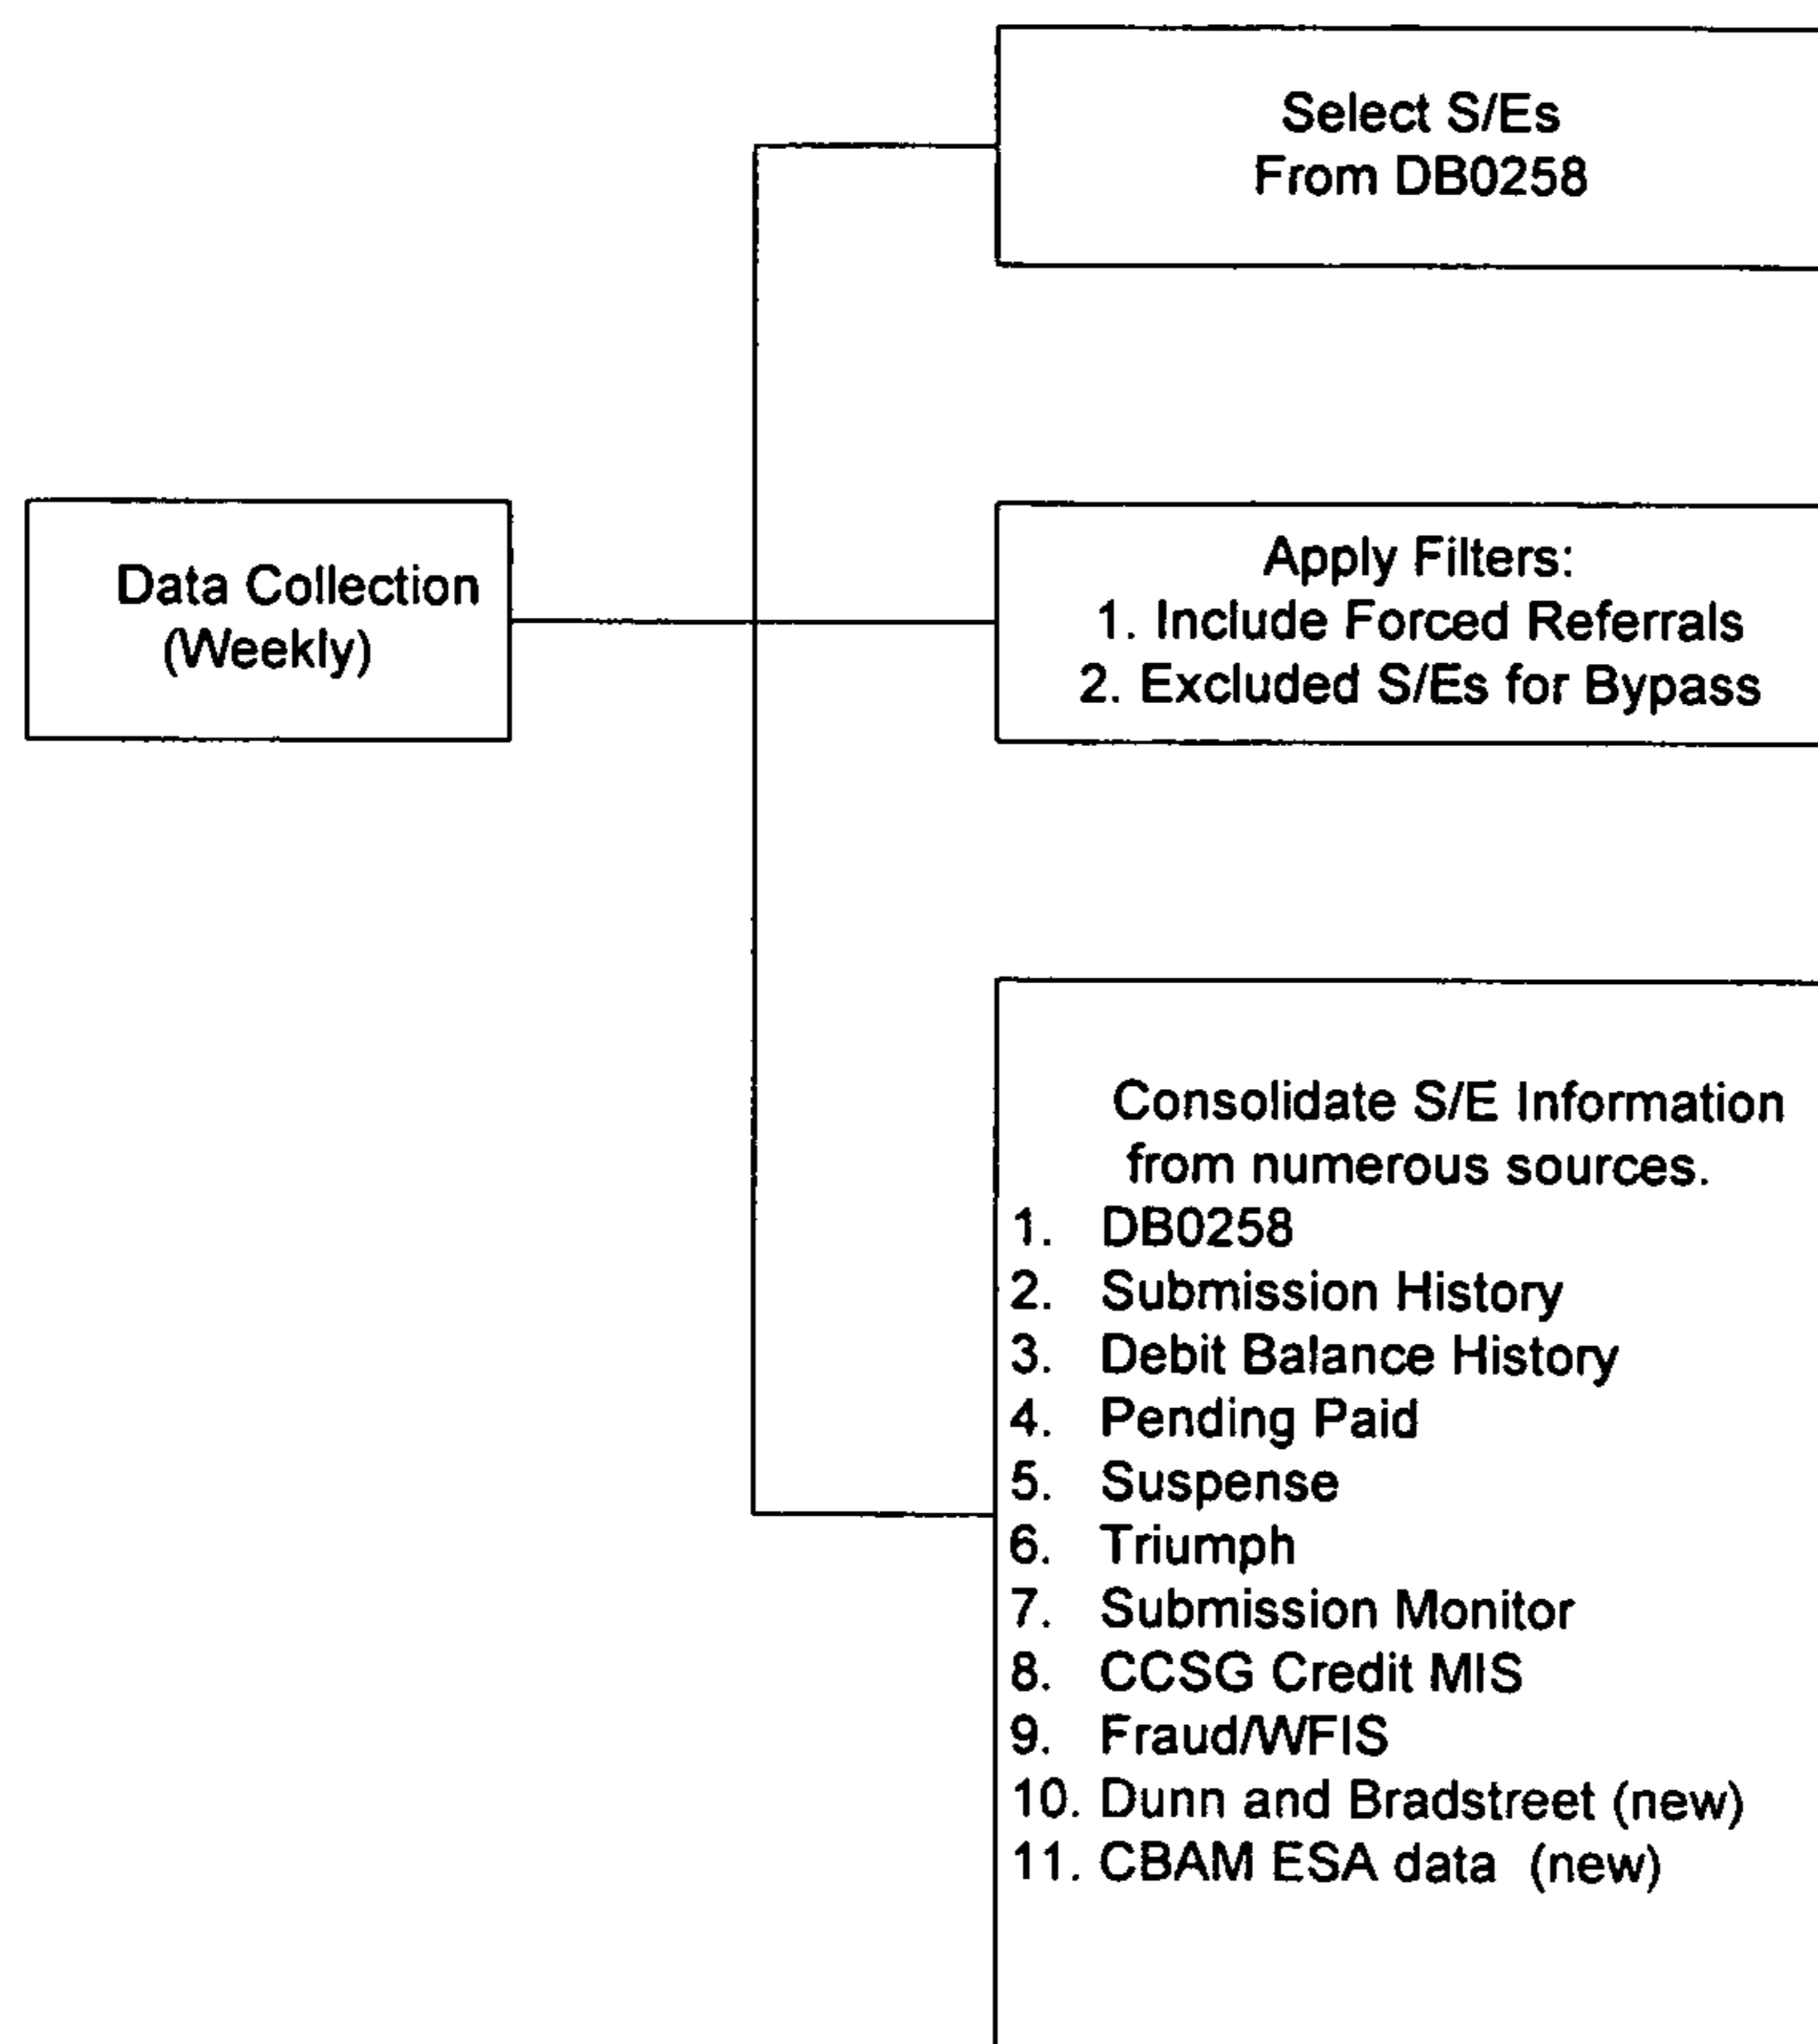 Select S/Es
From DB0258
Data Collection
(Weekly)
Apply Filters:
1. Include Forced Referrals
2. Excluded S/Es for Bypass
Consolidate S/E Information
from numerous sources.
1. DB0258
2. Submission History
3. Debit Balance History
4. Pending Paid
5. Suspense
6. Triumph
7. Submission Monitor
8. CCSG Credit MIS
9. Fraud/WFIS
10. Dunn and Bradstreet (new)
11. CBAM ESA data (new)